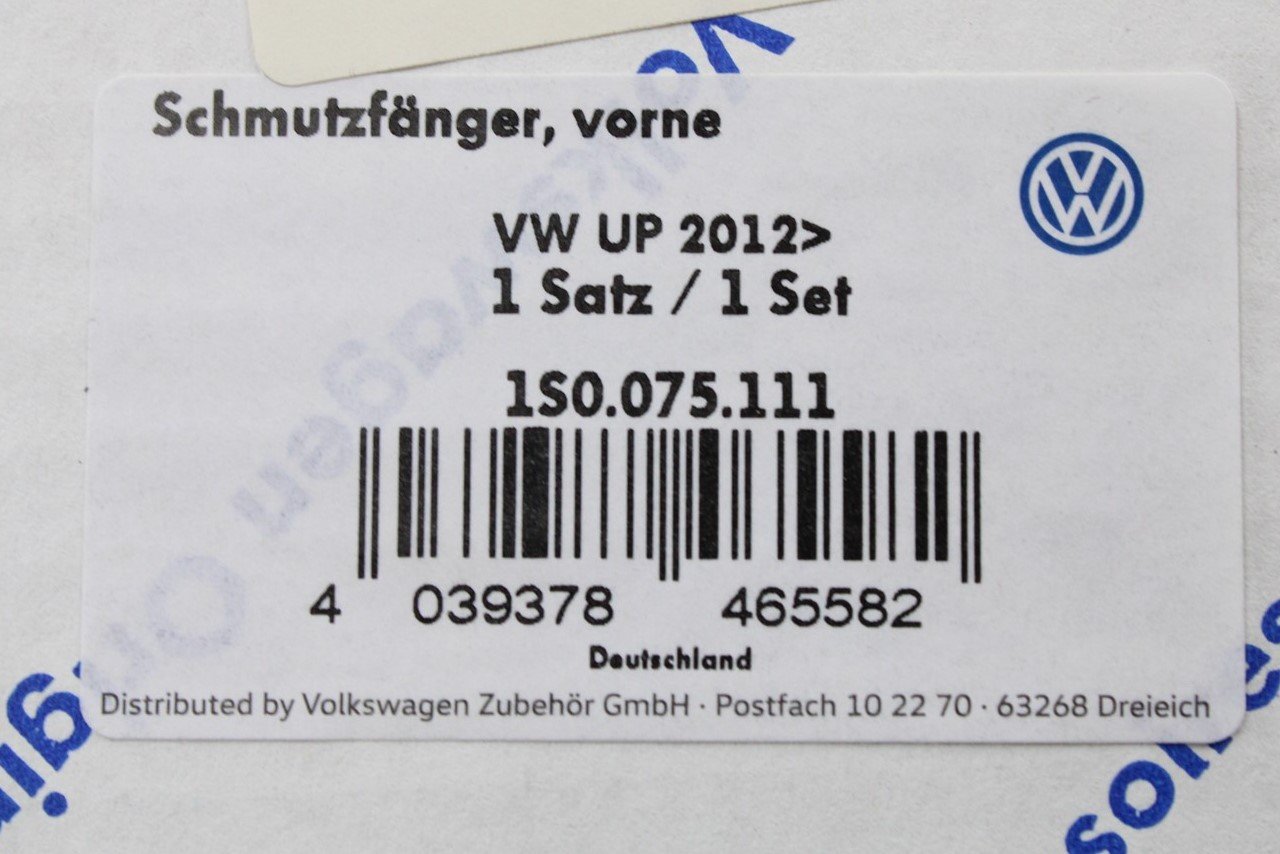 Schmutzfänger, vorne
VW UP 2012>
1 Satz / 1 Set
1S0.075.111
4 039378 465582
Deutschland
Distributed by Volkswagen Zubehör GmbH · Postfach 10 22 70 · 63268 Dreieich
Volkswagen